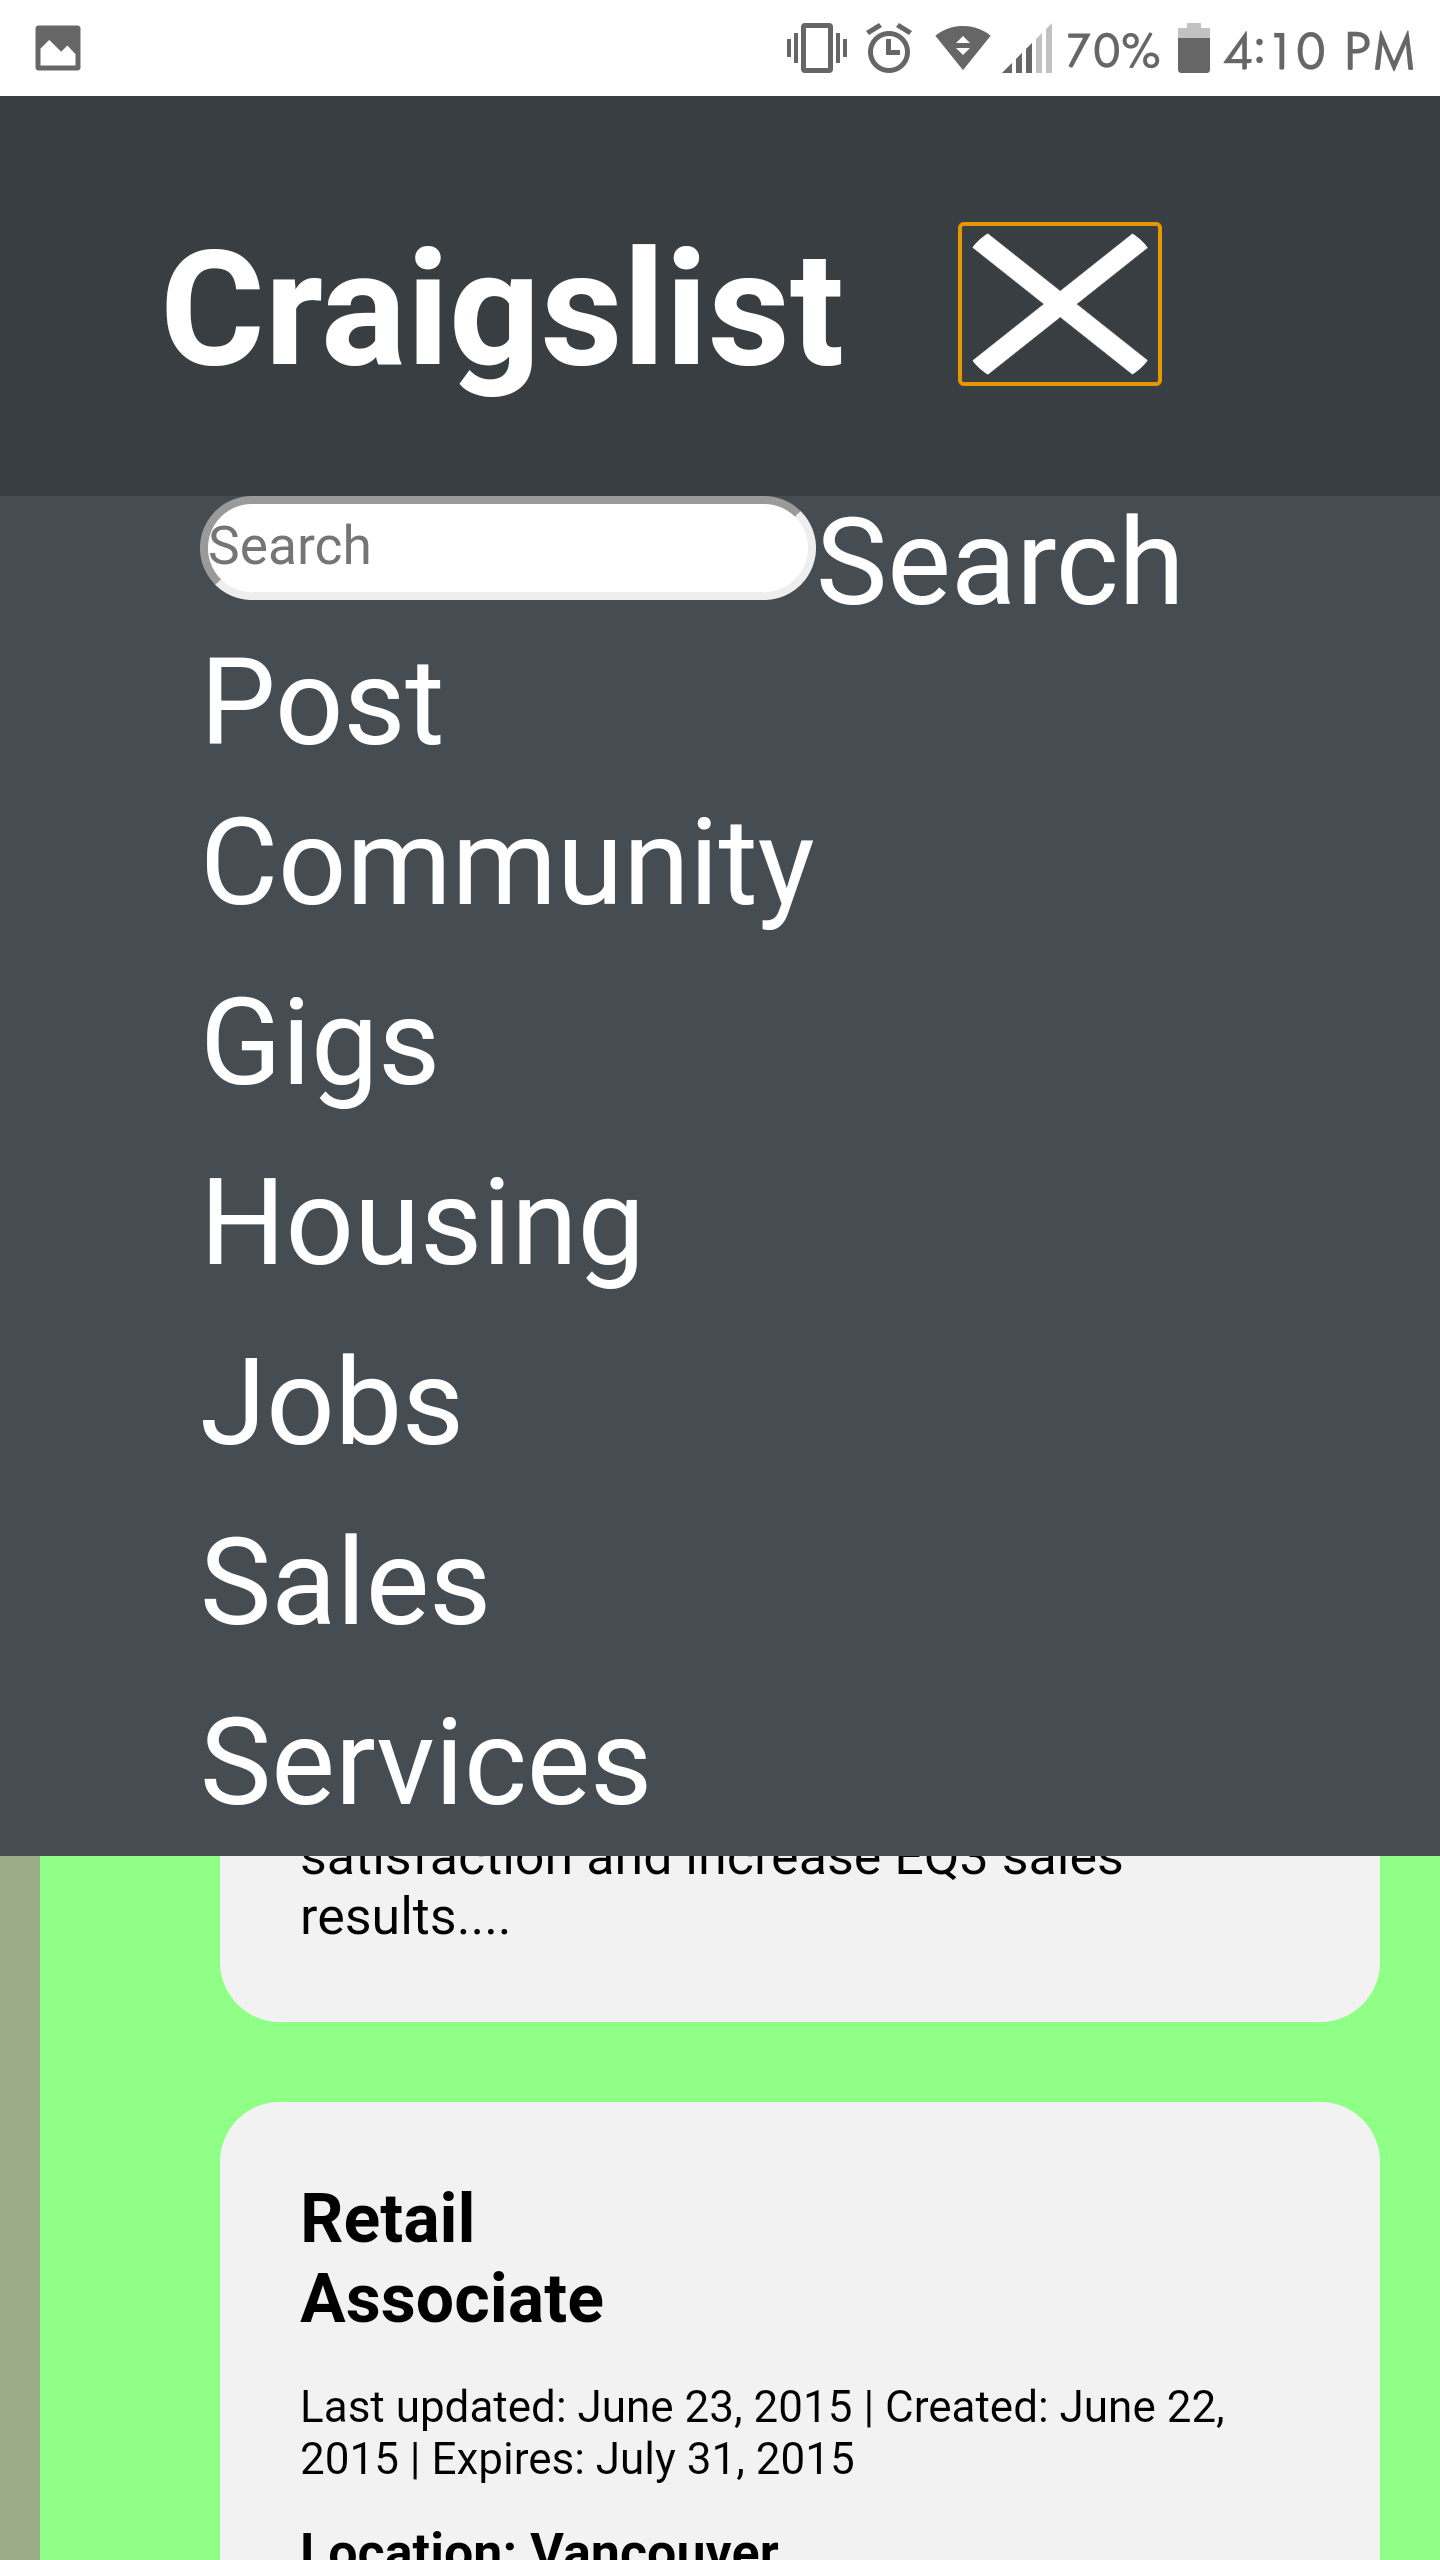 70% 4:10 PM
Craigslist
Search Search
Post
Community
Gigs
Housing
Jobs
Sales
Services
satisfaction and increase EQ3 sales
results....
Retail
Associate
Last updated: June 23, 2015 | Created: June 22,
2015 | Expires: July 31, 2015
Location: Vancouver